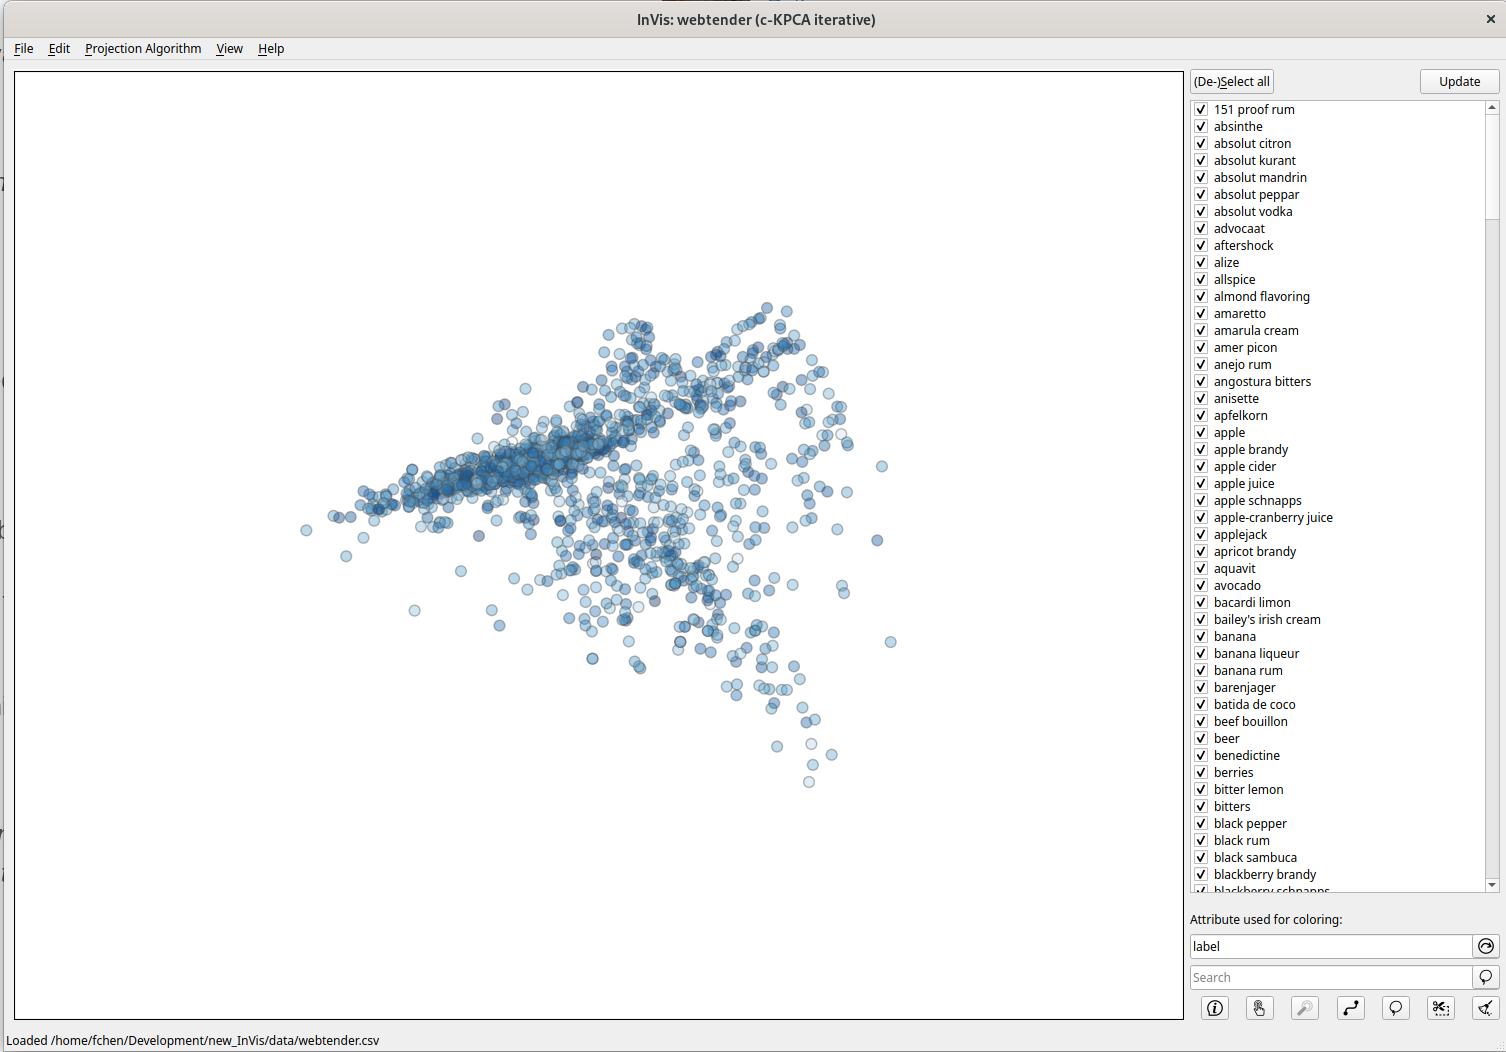 InVis: webtender (c-KPCA iterative)
File Edit Projection Algorithm View Help
(De-)Select all Update
151 proof rum
absinthe
absolut citron
absolut kurant
absolut mandrin
absolut peppar
absolut vodka
advocaat
aftershock
alize
allspice
almond flavoring
amaretto
amarula cream
amer picon
anejo rum
angostura bitters
anisette
apfelkorn
apple
apple brandy
apple cider
apple juice
apple schnapps
apple-cranberry juice
applejack
apricot brandy
aquavit
avocado
bacardi limon
bailey's irish cream
banana
banana liqueur
banana rum
barenjager
batida de coco
beef bouillon
beer
benedictine
berries
bitter lemon
bitters
black pepper
black rum
black sambuca
blackberry brandy
blackberry schnapps
Attribute used for coloring:
label
Search
Loaded /home/fchen/Development/new_InVis/data/webtender.csv